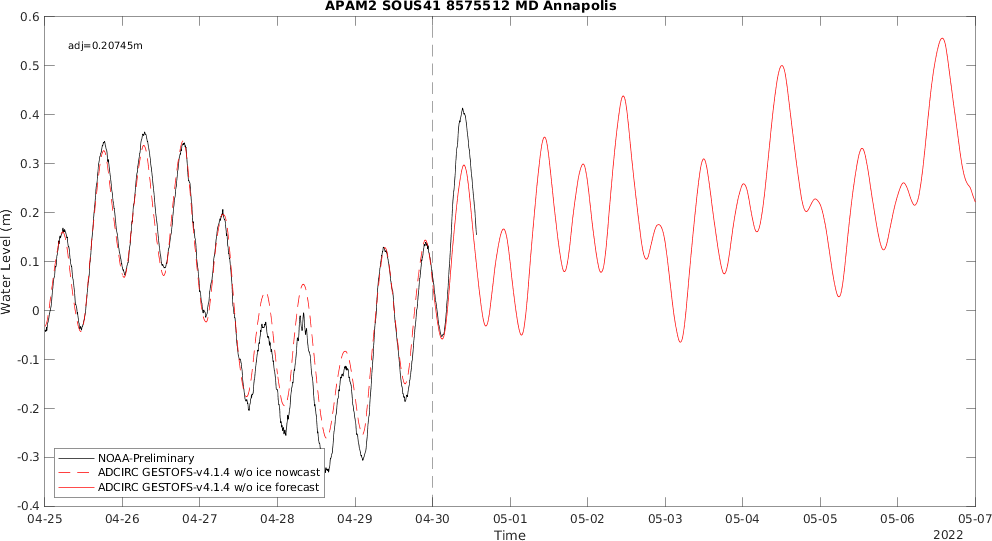 APAM2 SOUS41 8575512 MD Annapolis
adj=0.20745m
0.6
0.5
0.4
0.3
0.2
0.1
0
-0.1
-0.2
-0.3
-0.4
Water Level (m)
NOAA-Preliminary
ADCIRC GESTOFS-v4.1.4 w/o ice nowcast
ADCIRC GESTOFS-v4.1.4 w/o ice forecast
04-25 04-26 04-27 04-28 04-29 04-30 05-01 05-02 05-03 05-04 05-05 05-06 05-07
Time
2022